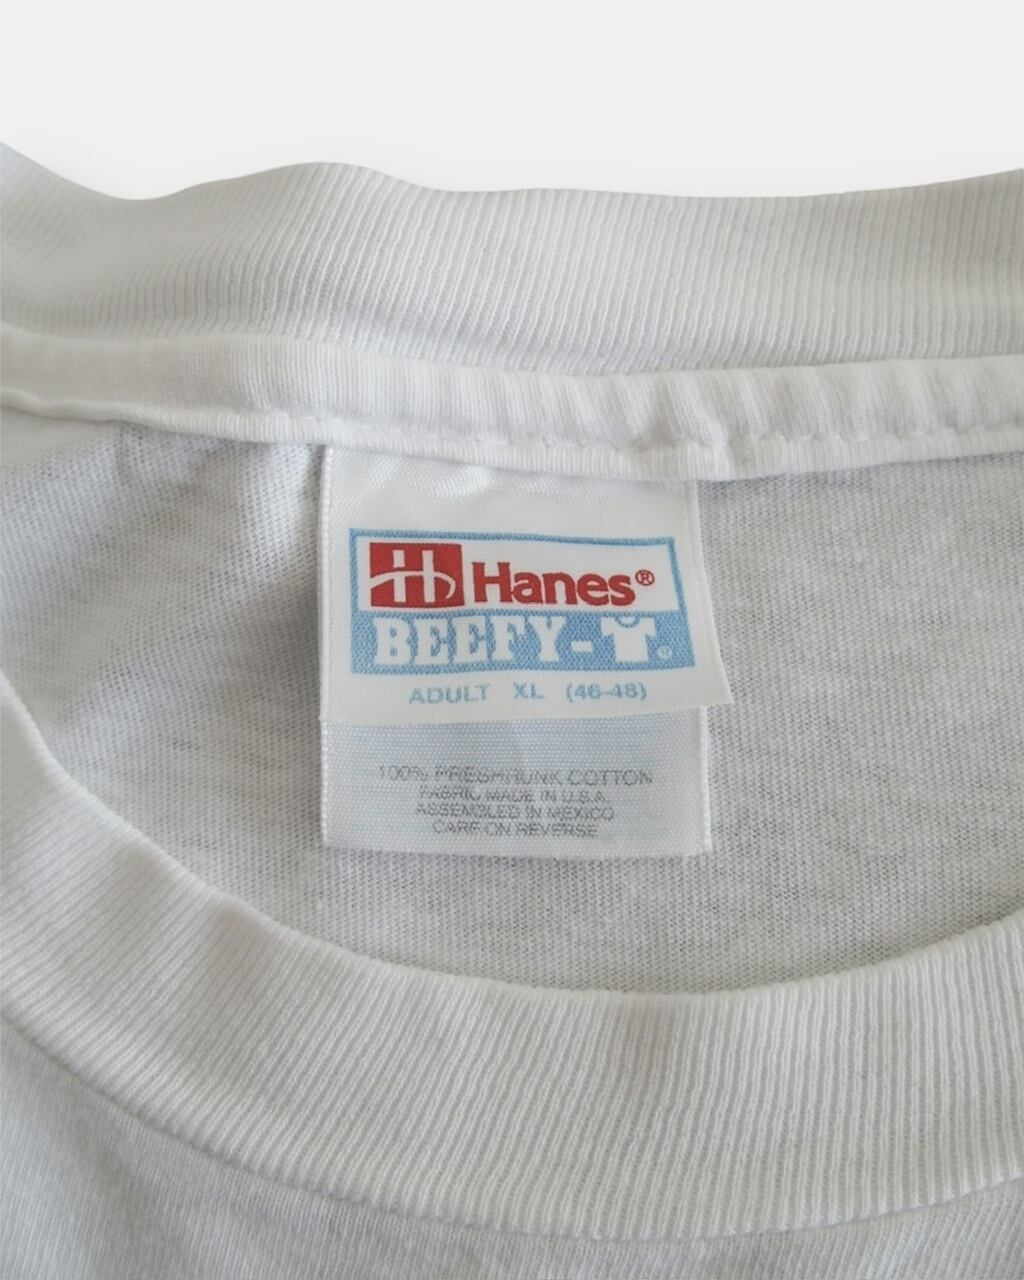 H Hanes®
BEEFY-T®
ADULT XL (46-48)
100% PRESHRUNK COTTON
FABRIC MADE IN U.S.A.
ASSEMBLED IN MEXICO
CARE ON REVERSE